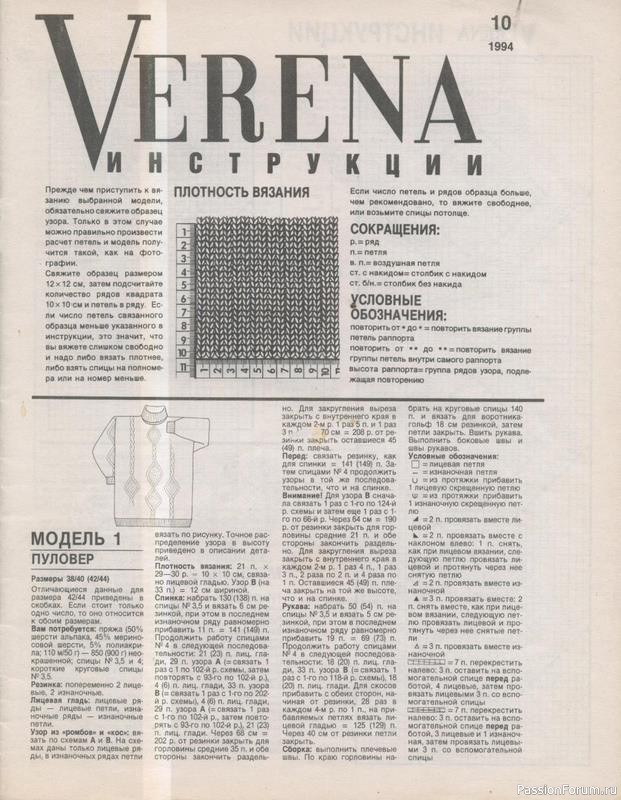 10
1994
VERENA
ИНСТРУКЦИИ
Прежде чем приступить к вя-
занию выбранной модели,
обязательно свяжите образец
узора. Только в этом случае
можно правильно произвести
расчет петель и модель полу-
чится такой, как на фото-
графии.
Свяжите образец размером
12×12 см, затем подсчитайте
количество рядов квадрата
10×10 см и петель в ряду. Ес-
ли число петель связанного
образца меньше указанного в
инструкции, это значит, что
вы вяжете слишком свободно
и надо либо вязать плотнее,
либо взять спицы на полноме-
ра или на номер меньше.
ПЛОТНОСТЬ ВЯЗАНИЯ
1
2
3
4
5
6
7
8
9
10
11
1 2 3 4 5 6 7 8 9 10 11
Если число петель и рядов образца больше,
чем рекомендовано, то вяжите свободнее,
или возьмите спицы потолще.
СОКРАЩЕНИЯ:
р.= ряд
п.= петля
в. п.= воздушная петля
ст. с накидом= столбик с накидом
ст. б/н.= столбик без накида
УСЛОВНЫЕ
ОБОЗНАЧЕНИЯ:
повторить от * до * = повторить вязание группы
петель раппорта
повторить от ** до **= повторить вязание
группы петель внутри самого раппорта
высота раппорта= группа рядов узора, подле-
жащая повторению
МОДЕЛЬ 1
ПУЛОВЕР
Размеры 38/40 (42/44)
Отличающиеся данные для
размера 42/44 приведены в
скобках. Если стоит только
одно число, то оно относится
к обоим размерам.
Вам потребуется: пряжа (50%
шерсти альпака, 45% мерино-
совой шерсти, 5% полиакри-
ла; 110 м/50 г) — 850 (900 г) нео-
крашенной; спицы № 3,5 и 4;
короткие круговые спицы
№ 3,5.
Резинка: попеременно 2 лице-
вые, 2 изнаночные.
Лицевая гладь: лицевые ря-
ды — лицевые петли, изна-
ночные ряды — изнаночные
петли.
Узор из «ромбов» и «кос»: вя-
зать по схемам А и В. На схе-
мах даны только лицевые ря-
ды, в изнаночных рядах петли
вязать по рисунку. Точное рас-
пределение узора в высоту
приведено в описании дета-
лей.
Плотность вязания: 21 п. ×
29—30 р. = 10 × 10 см, связа-
но лицевой гладью. Узор В (на
33 п.) = 12 см шириной.
Спинка: набрать 130 (138) п. на
спицы № 3,5 и вязать 6 см ре-
зинкой, при этом в последнем
изнаночном ряду равномерно
прибавить 11 п. = 141 (149) п.
Продолжить работу спицами
№ 4 в следующей последова-
тельности: 21 (23) п. лиц. гла-
ди, 29 п. узора А (= связать 1
раз с 1 по 102-й р. схемы, затем
повторять с 93-го по 102-й р.),
4 (6) п. лиц. глади, 33 п. узора
В (= связать 1 раз с 1-го по 202-
й р. схемы), 4 (6) п. лиц. глади,
29 п. узора А (= связать 1 раз
с 1-го по 102-й р., затем повто-
рять с 93-го по 102-й р.), 21 (23)
п. лиц. глади. Через 68 см =
202 р. от резинки закрыть для
горловины средние 35 п. и обе
стороны закончить раздель-
но. Для закругления выреза
закрыть с внутреннего края в
каждом 2-м р. 1 раз 5 п. и 1 раз
3 п. 70 см = 208 р. от ре-
зинки закрыть оставшиеся 45
(49) п. плеча.
Перед: связать резинку, как
для спинки = 141 (149) п. За-
тем спицами № 4 продолжить
узоры в той же последова-
тельности, что и на спинке.
Внимание! Для узора В снача-
ла связать 1 раз с 1-го по 124-й
р. схемы и затем еще 1 раз с 1-
го по 66-й р. Через 64 см = 190
р. от резинки закрыть для гор-
ловины средние 21 п. и обе
стороны закончить раздель-
но. Для закругления выреза
закрыть с внутреннего края в
каждом 2-м р. 1 раз 4 п., 1 раз
3 п., 2 раза по 2 п. и 4 раза по
1 п. Оставшиеся 45 (49) п. пле-
ча закрыть на той же высоте,
что и на спинке.
Рукава: набрать 50 (54) п. на
спицы № 3,5 и вязать 5 см ре-
зинкой, при этом в последнем
изнаночном ряду равномерно
прибавить 19 п. = 69 (73) п.
Продолжить работу спицами
№ 4 в следующей последова-
тельности: 18 (20) п. лиц. гла-
ди, 33 п. узора В (= связать
1 раз с 1-го по 118-й р. схемы), 18
(20) п. лиц. глади. Для скосов
прибавить с обеих сторон, на-
чиная от резинки, 28 раз в
каждом 4-м р. по 1 п., на при-
бавляемых петлях вязать ли-
цевой гладью = 125 (129) п.
Через 40 см от резинки петли
закрыть.
Сборка: выполнить плечевые
швы. По краю горловины на-
брать на круговые спицы 140
п. и вязать для воротника-
гольф 18 см резинкой, затем
петли закрыть. Вшить рукава.
Выполнить боковые швы и
швы рукавов.
Условные обозначения:
□ = лицевая петля
– = изнаночная петля
= из протяжки прибавить
1 лицевую скрещенную петлю
= из протяжки прибавить
1 изнаночную скрещенную пет-
лю
◢ = 2 п. провязать вместе ли-
цевой
◣ = 2 п. провязать вместе с
наклоном влево: 1 п. снять,
как при лицевом вязании, сле-
дующую петлю провязать ли-
цевой и протянуть через нее
снятую петлю
= 2 п. провязать вместе из-
наночной
▲ = 3 п. провязать вместе: 2
п. снять вместе, как при лице-
вом вязании, следующую пет-
лю провязать лицевой и про-
тянуть через нее снятые пет-
ли
△ = 3 п. провязать вместе
изнаночной
= 7 п. перекрестить
налево: 3 п. оставить на вспо-
могательной спице перед ра-
ботой, 4 лицевые, затем про-
вязать лицевыми 3 п. со вспо-
могательной спицы
= 7 п. перекрестить
налево: 3 п. оставить на вспо-
могательной спице перед ра-
ботой, 3 лицевые и 1 изнаноч-
ная, затем провязать лицевы-
ми 3 п. со вспомогательной
спицы
PassionForum.ru